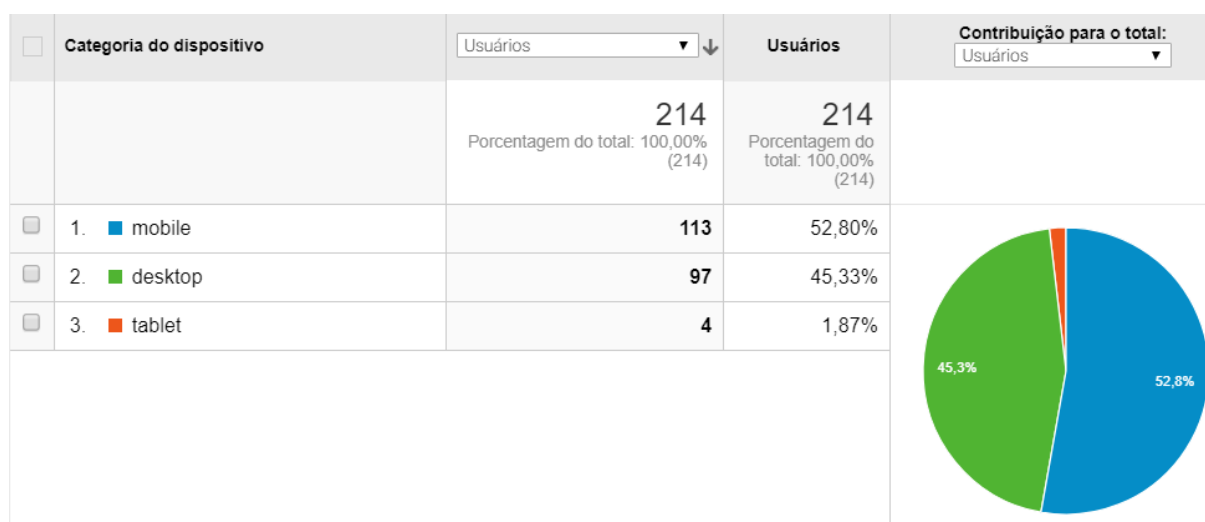 Categoria do dispositivo
Usuários
Usuários
Contribuição para o total:
Usuários
214
Porcentagem do total: 100,00%
(214)
214
Porcentagem do
total: 100,00%
(214)
1. mobile 113 52,80%
2. desktop 97 45,33%
3. tablet 4 1,87%
45,3%
52,8%